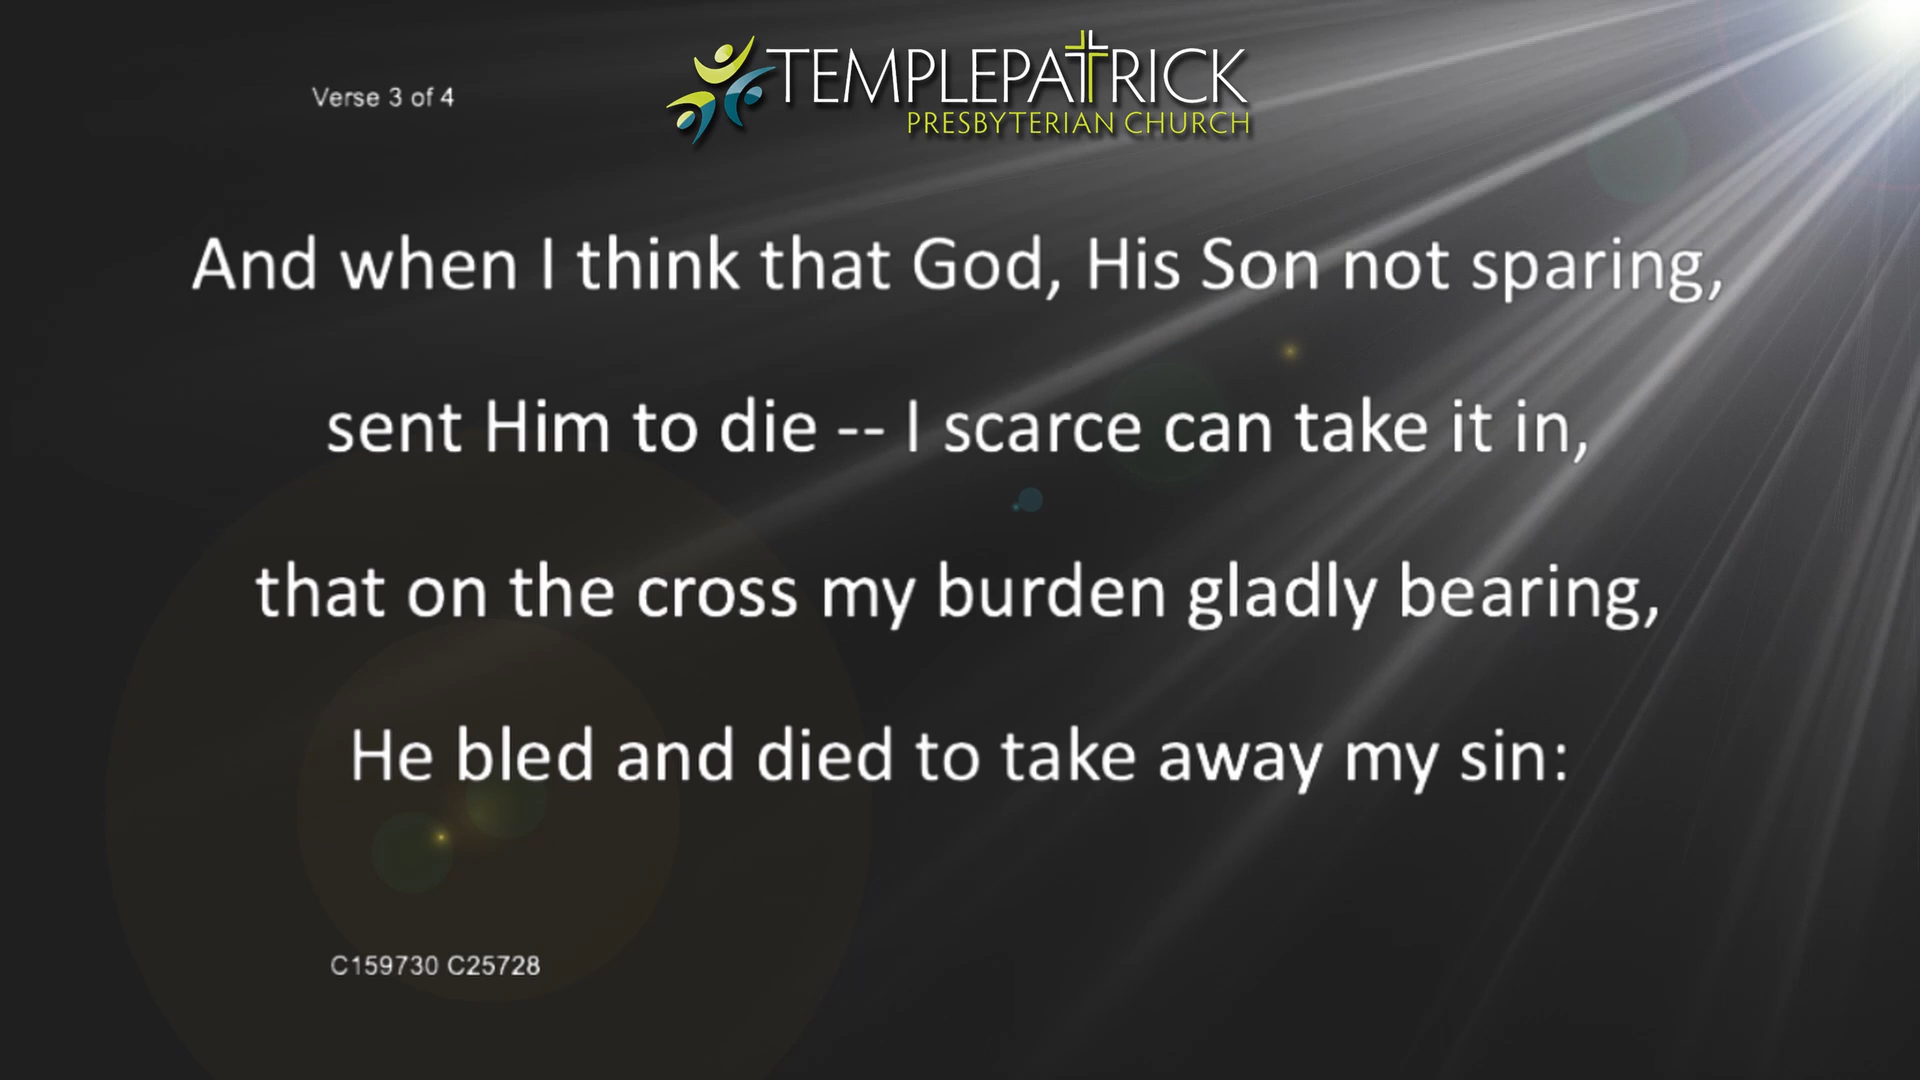 Verse 3 of 4
TEMPLEPATRICK
PRESBYTERIAN CHURCH
And when I think that God, His Son not sparing,
sent Him to die -- I scarce can take it in,
that on the cross my burden gladly bearing,
He bled and died to take away my sin:
C159730 C25728